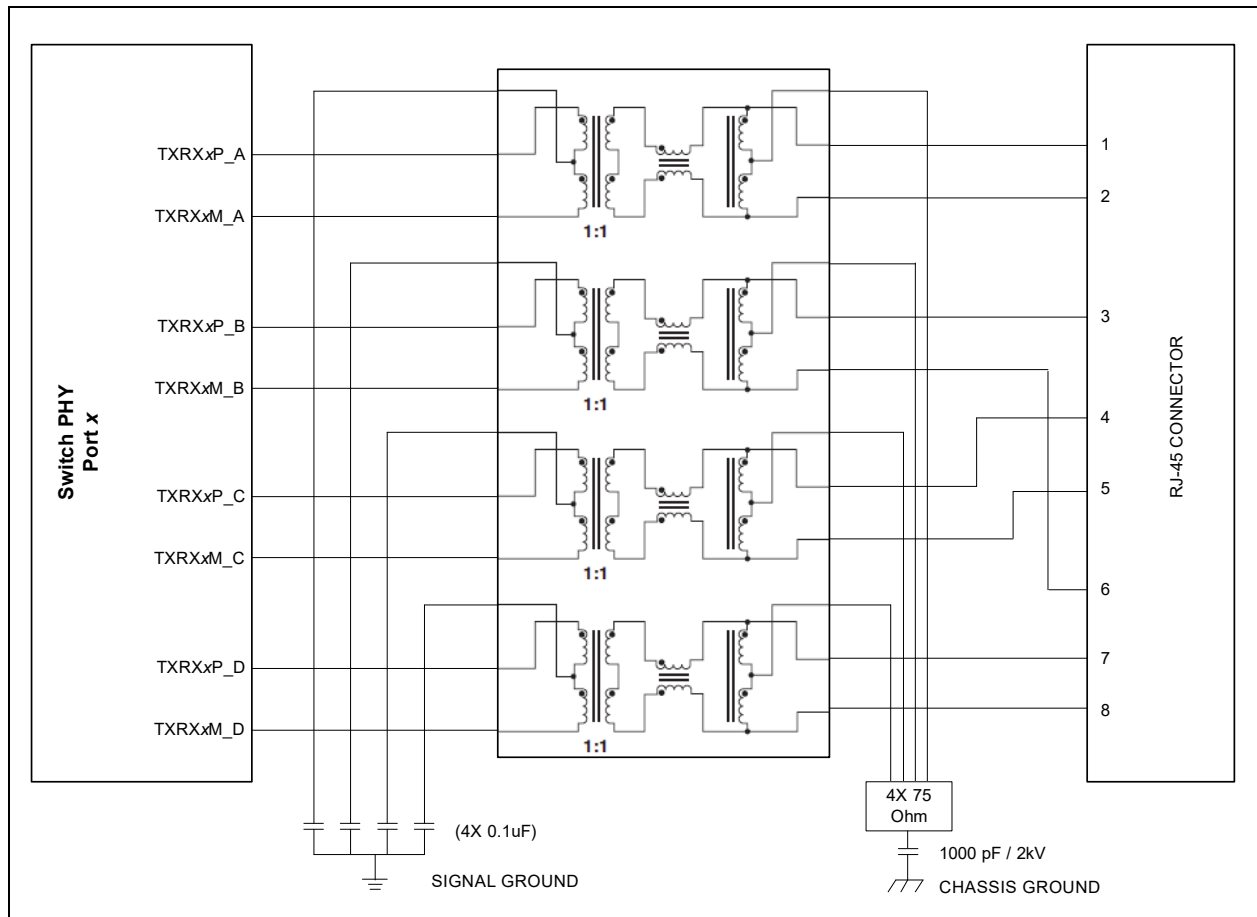 Switch PHY
Port x
TXRXxP_A
TXRXxM_A
TXRXxP_B
TXRXxM_B
TXRXxP_C
TXRXxM_C
TXRXxP_D
TXRXxM_D
1:1
1:1
1:1
1:1
1
2
3
4
5
6
7
8
RJ-45 CONNECTOR
(4X 0.1uF)
SIGNAL GROUND
4X 75
Ohm
1000 pF / 2kV
CHASSIS GROUND